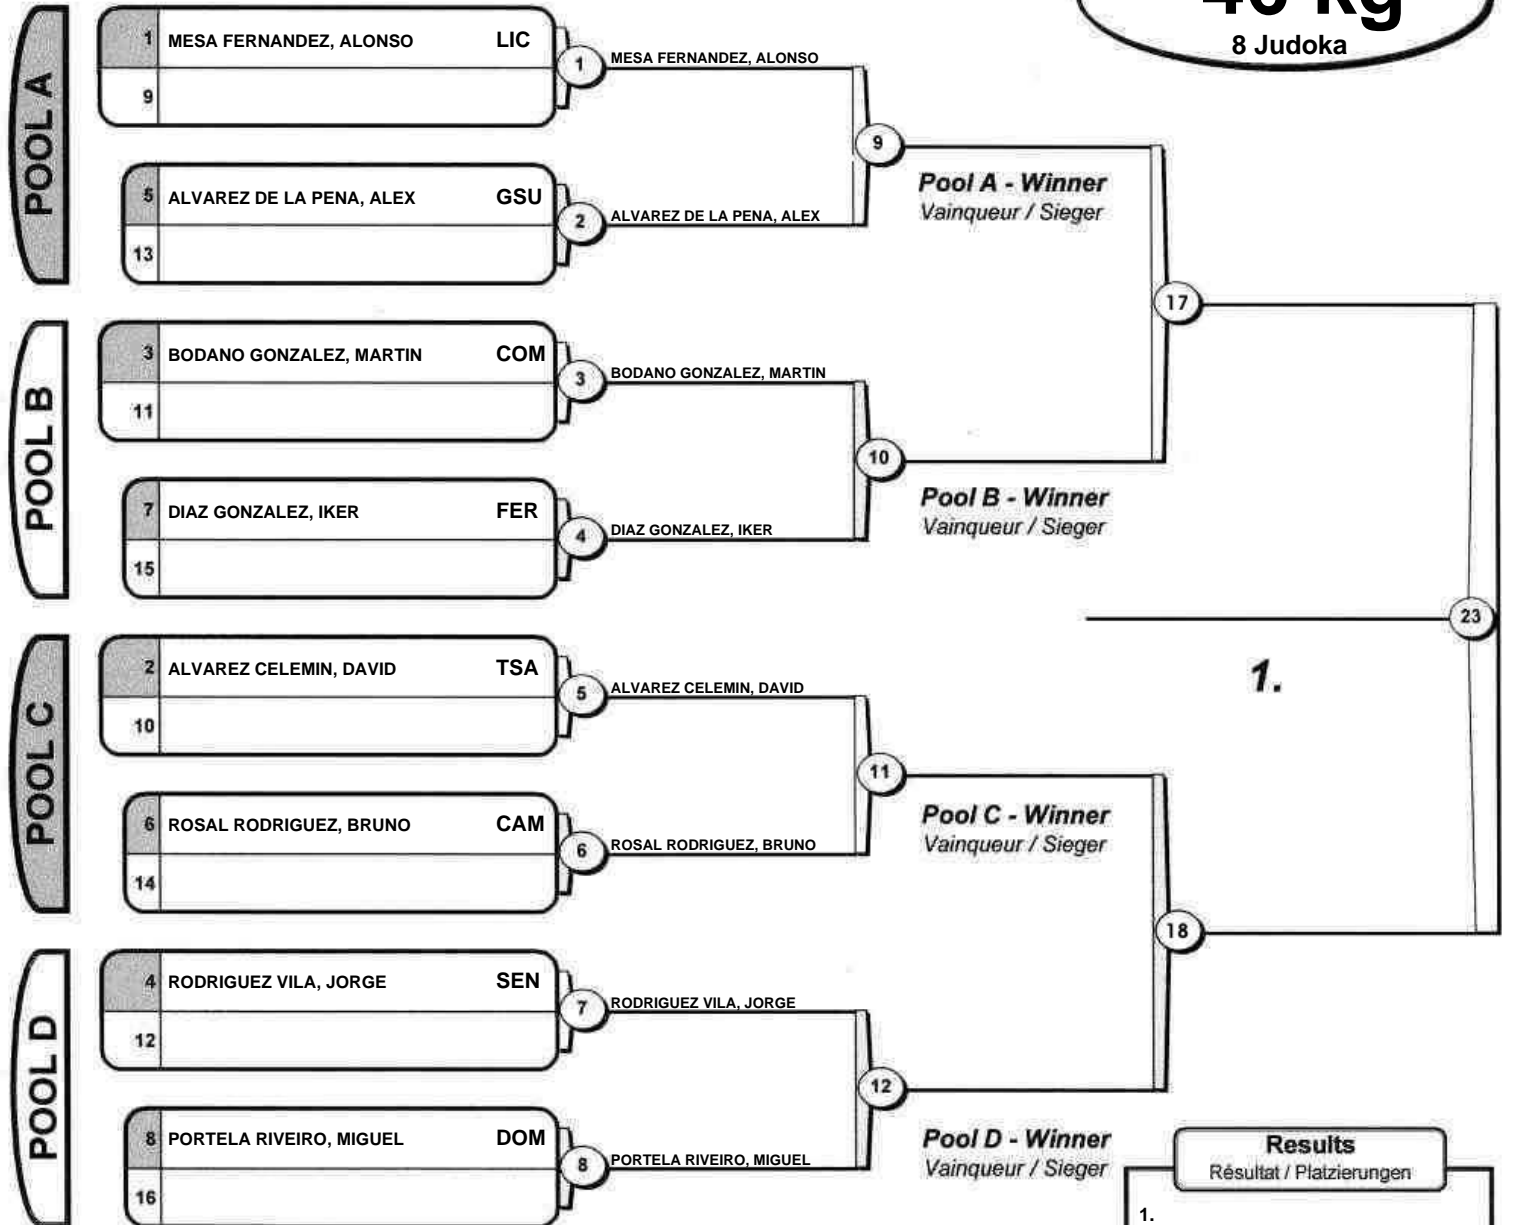 kg
8 Judoka
POOL A
1 MESA FERNANDEZ, ALONSO LIC
9
1 MESA FERNANDEZ, ALONSO
5 ALVAREZ DE LA PENA, ALEX GSU
13
2 ALVAREZ DE LA PENA, ALEX
9
Pool A - Winner
Vainqueur / Sieger
POOL B
3 BODANO GONZALEZ, MARTIN COM
11
3 BODANO GONZALEZ, MARTIN
7 DIAZ GONZALEZ, IKER FER
15
4 DIAZ GONZALEZ, IKER
10
Pool B - Winner
Vainqueur / Sieger
17
POOL C
2 ALVAREZ CELEMIN, DAVID TSA
10
5 ALVAREZ CELEMIN, DAVID
6 ROSAL RODRIGUEZ, BRUNO CAM
14
6 ROSAL RODRIGUEZ, BRUNO
11
Pool C - Winner
Vainqueur / Sieger
POOL D
4 RODRIGUEZ VILA, JORGE SEN
12
7 RODRIGUEZ VILA, JORGE
8 PORTELA RIVEIRO, MIGUEL DOM
16
8 PORTELA RIVEIRO, MIGUEL
12
Pool D - Winner
Vainqueur / Sieger
18
23
1.
Results
Résultat / Platzierungen
1.